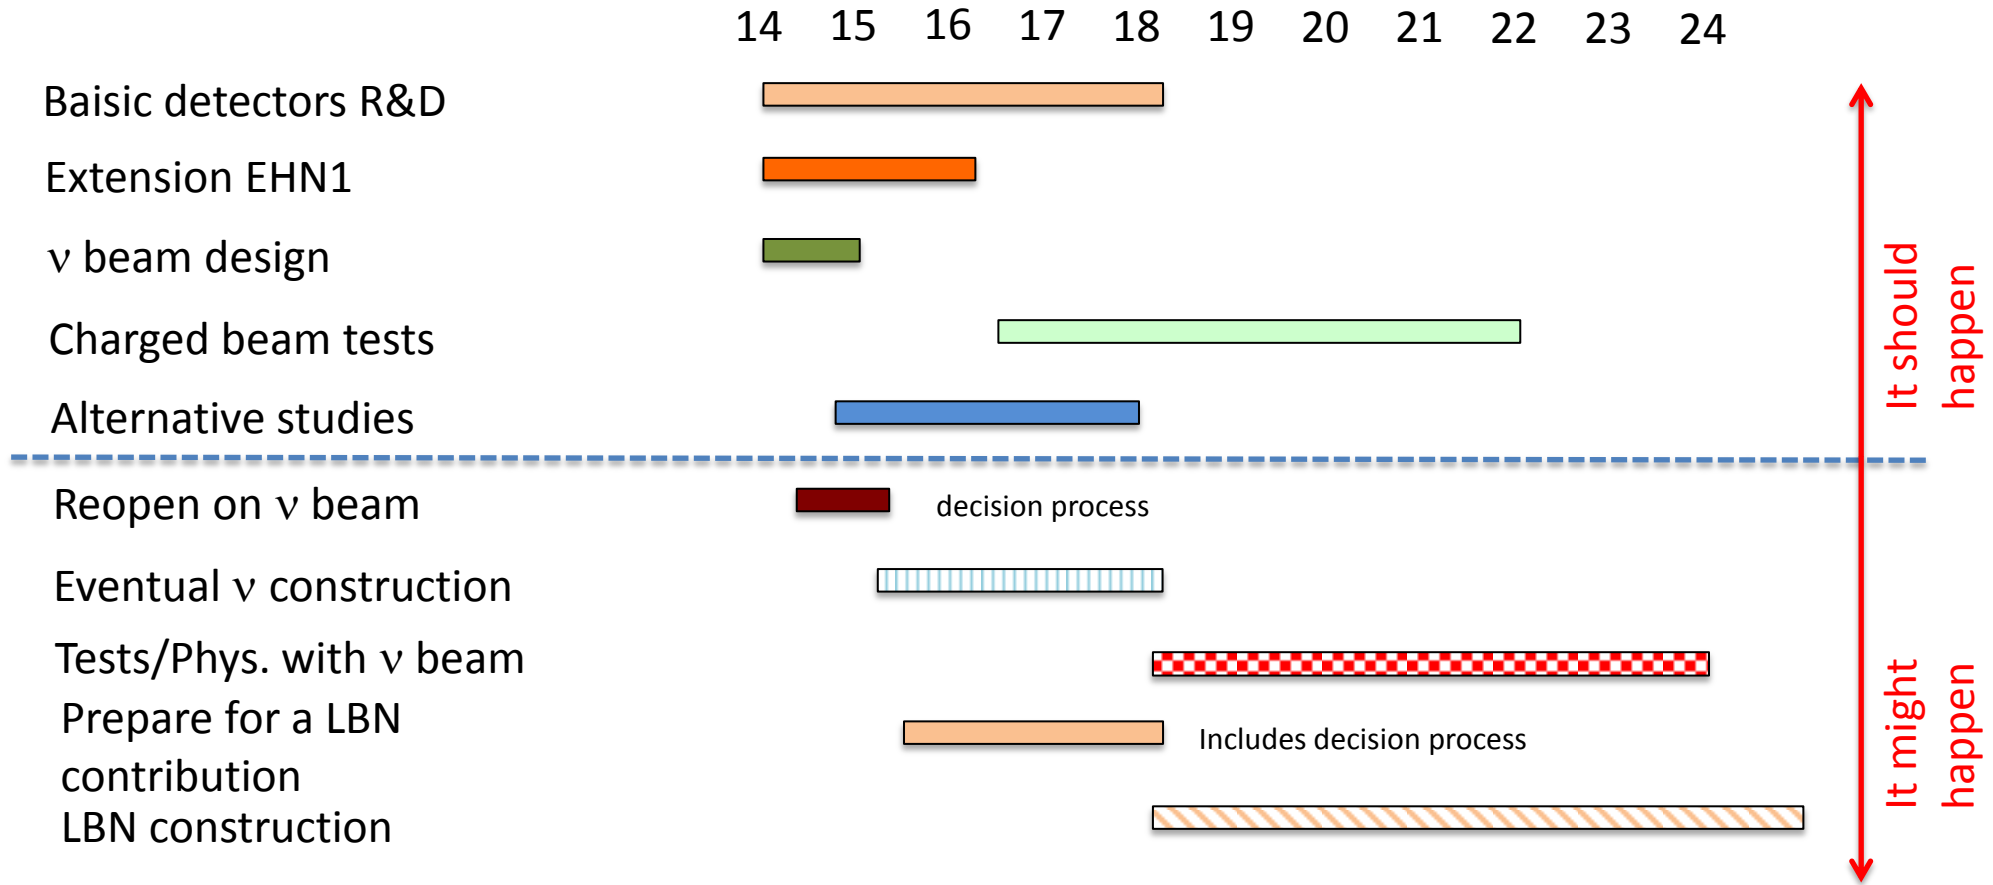 14 15 16 17 18 19 20 21 22 23 24
Baisic detectors R&D
Extension EHN1
ν beam design
Charged beam tests
Alternative studies
It should
happen
Reopen on ν beam
decision process
Eventual ν construction
Tests/Phys. with ν beam
Prepare for a LBN
contribution
Includes decision process
LBN construction
It might
happen